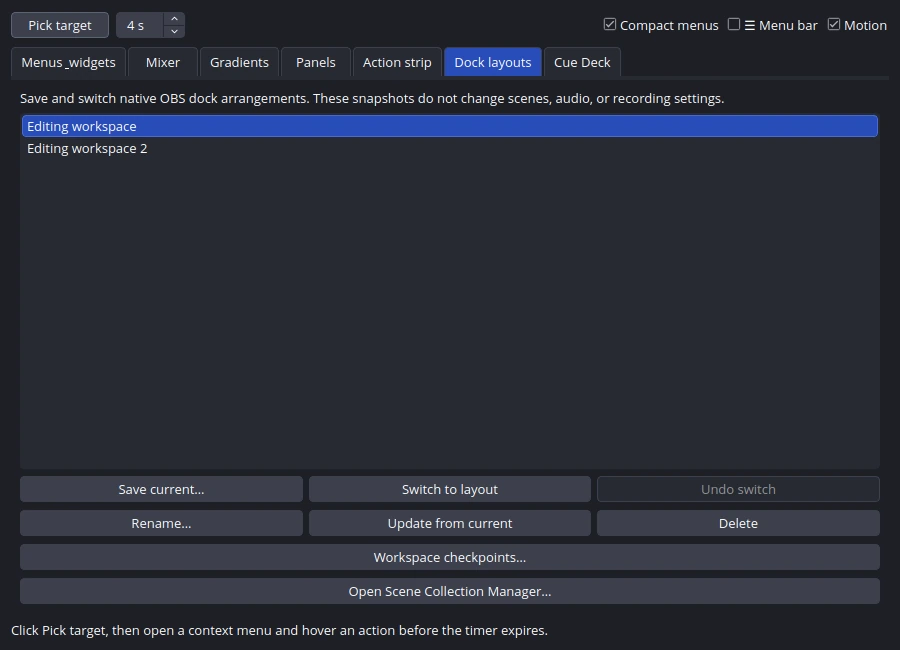 Pick target 4 s Compact menus ☰ Menu bar Motion
Menus_widgets Mixer Gradients Panels Action strip Dock layouts Cue Deck
Save and switch native OBS dock arrangements. These snapshots do not change scenes, audio, or recording settings.
Editing workspace
Editing workspace 2
Save current... Switch to layout Undo switch
Rename... Update from current Delete
Workspace checkpoints...
Open Scene Collection Manager...
Click Pick target, then open a context menu and hover an action before the timer expires.